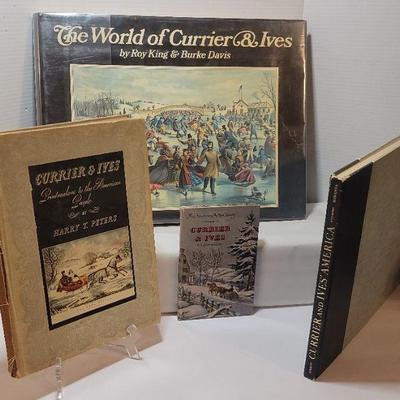 The World of Currier & Ives
by Roy King & Burke Davis
CURRIER & IVES
Printmakers to the American
People
BY
HARRY T. PETERS
CURRIER
& IVES
CURRIER AND IVES' AMERICA